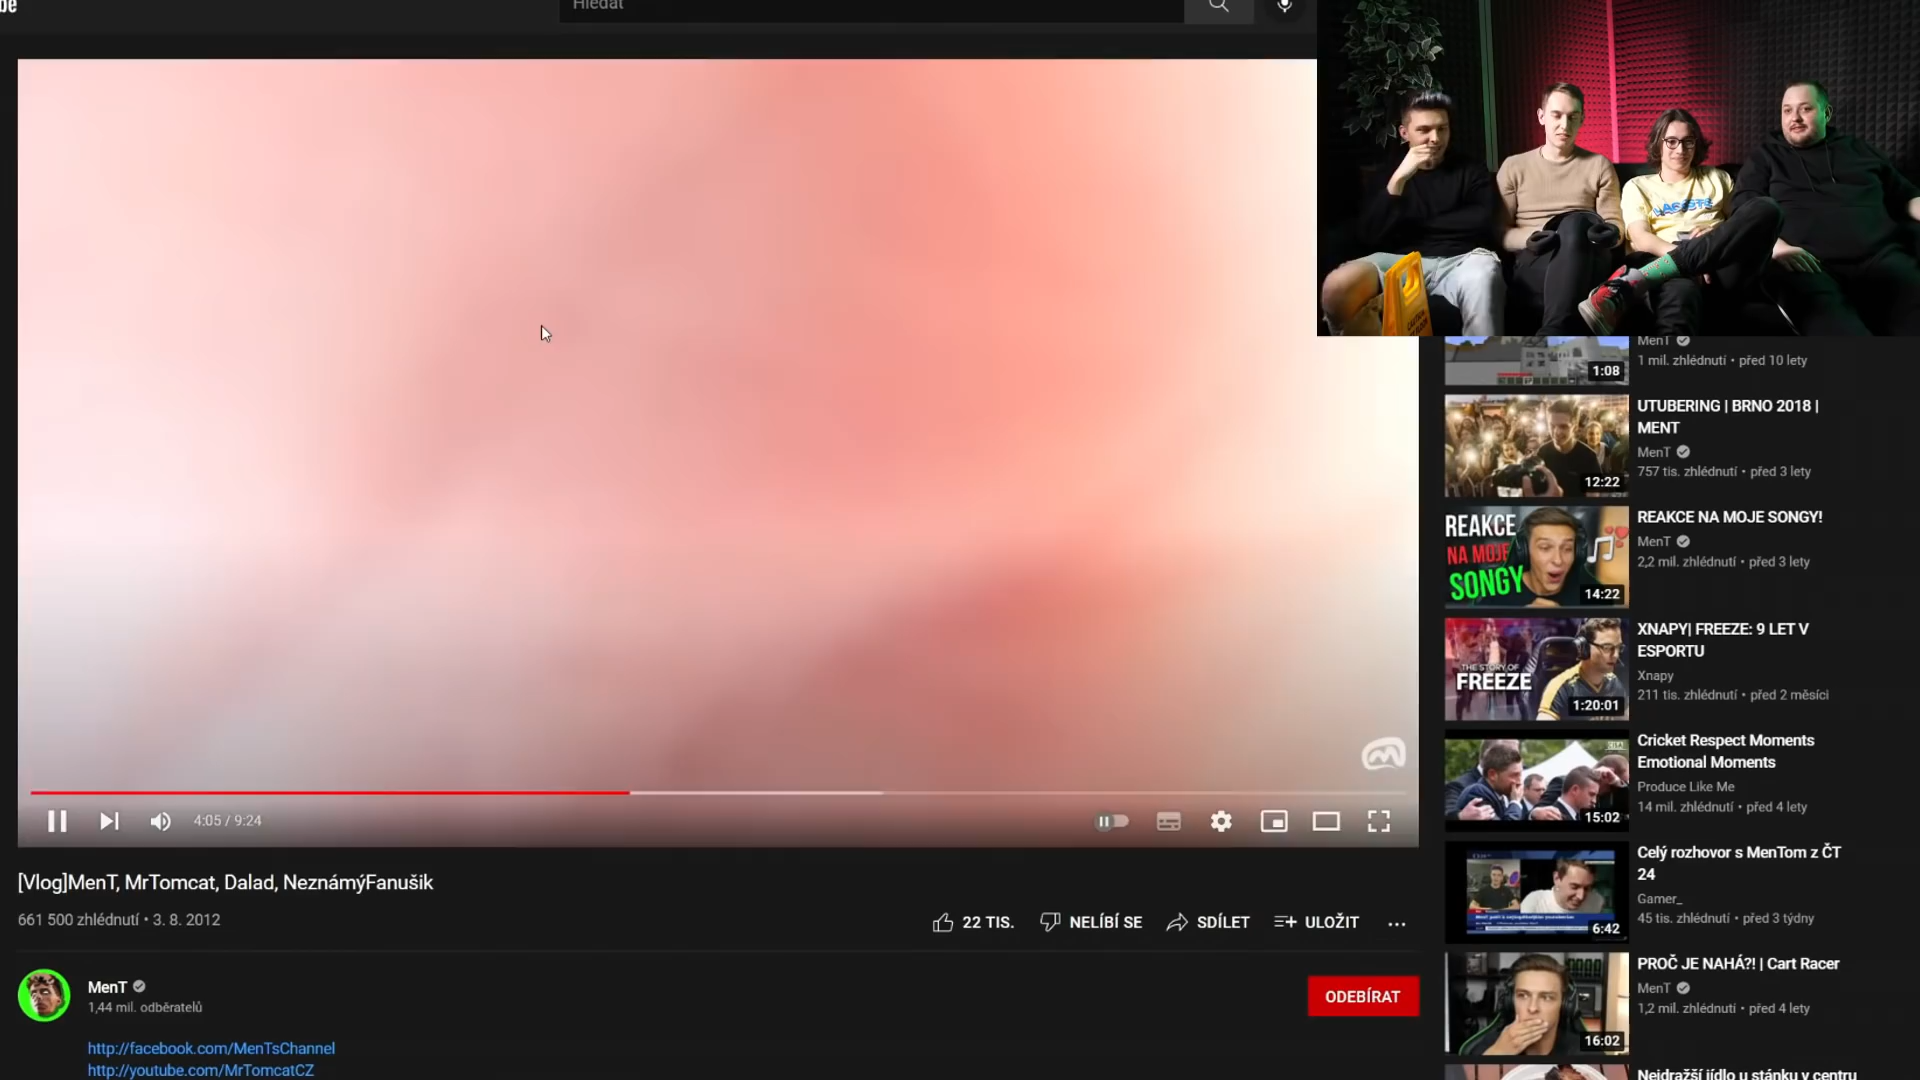 be
Hledat
LACOSTE
CAUTION
4:05 / 9:24
[Vlog]MenT, MrTomcat, Dalad, NeznámýFanušik
661 500 zhlédnutí • 3. 8. 2012
22 TIS.
NELÍBÍ SE
SDÍLET
ULOŽIT
MenT
1,44 mil. odběratelů
ODEBÍRAT
http://facebook.com/MenTsChannel
http://youtube.com/MrTomcatCZ
MenT
1 mil. zhlédnutí • před 10 lety
1:08
UTUBERING | BRNO 2018 |
MENT
MenT
757 tis. zhlédnutí • před 3 lety
12:22
REAKCE
NA MOJE
SONGY
14:22
REAKCE NA MOJE SONGY!
MenT
2,2 mil. zhlédnutí • před 3 lety
THE STORY OF
FREEZE
1:20:01
XNAPY| FREEZE: 9 LET V
ESPORTU
Xnapy
211 tis. zhlédnutí • před 2 měsíci
15:02
Cricket Respect Moments
Emotional Moments
Produce Like Me
14 mil. zhlédnutí • před 4 lety
6:42
Celý rozhovor s MenTom z ČT
24
Gamer_
45 tis. zhlédnutí • před 3 týdny
16:02
PROČ JE NAHÁ?! | Cart Racer
MenT
1,2 mil. zhlédnutí • před 4 lety
Nejdražší jídlo u stánku v centru